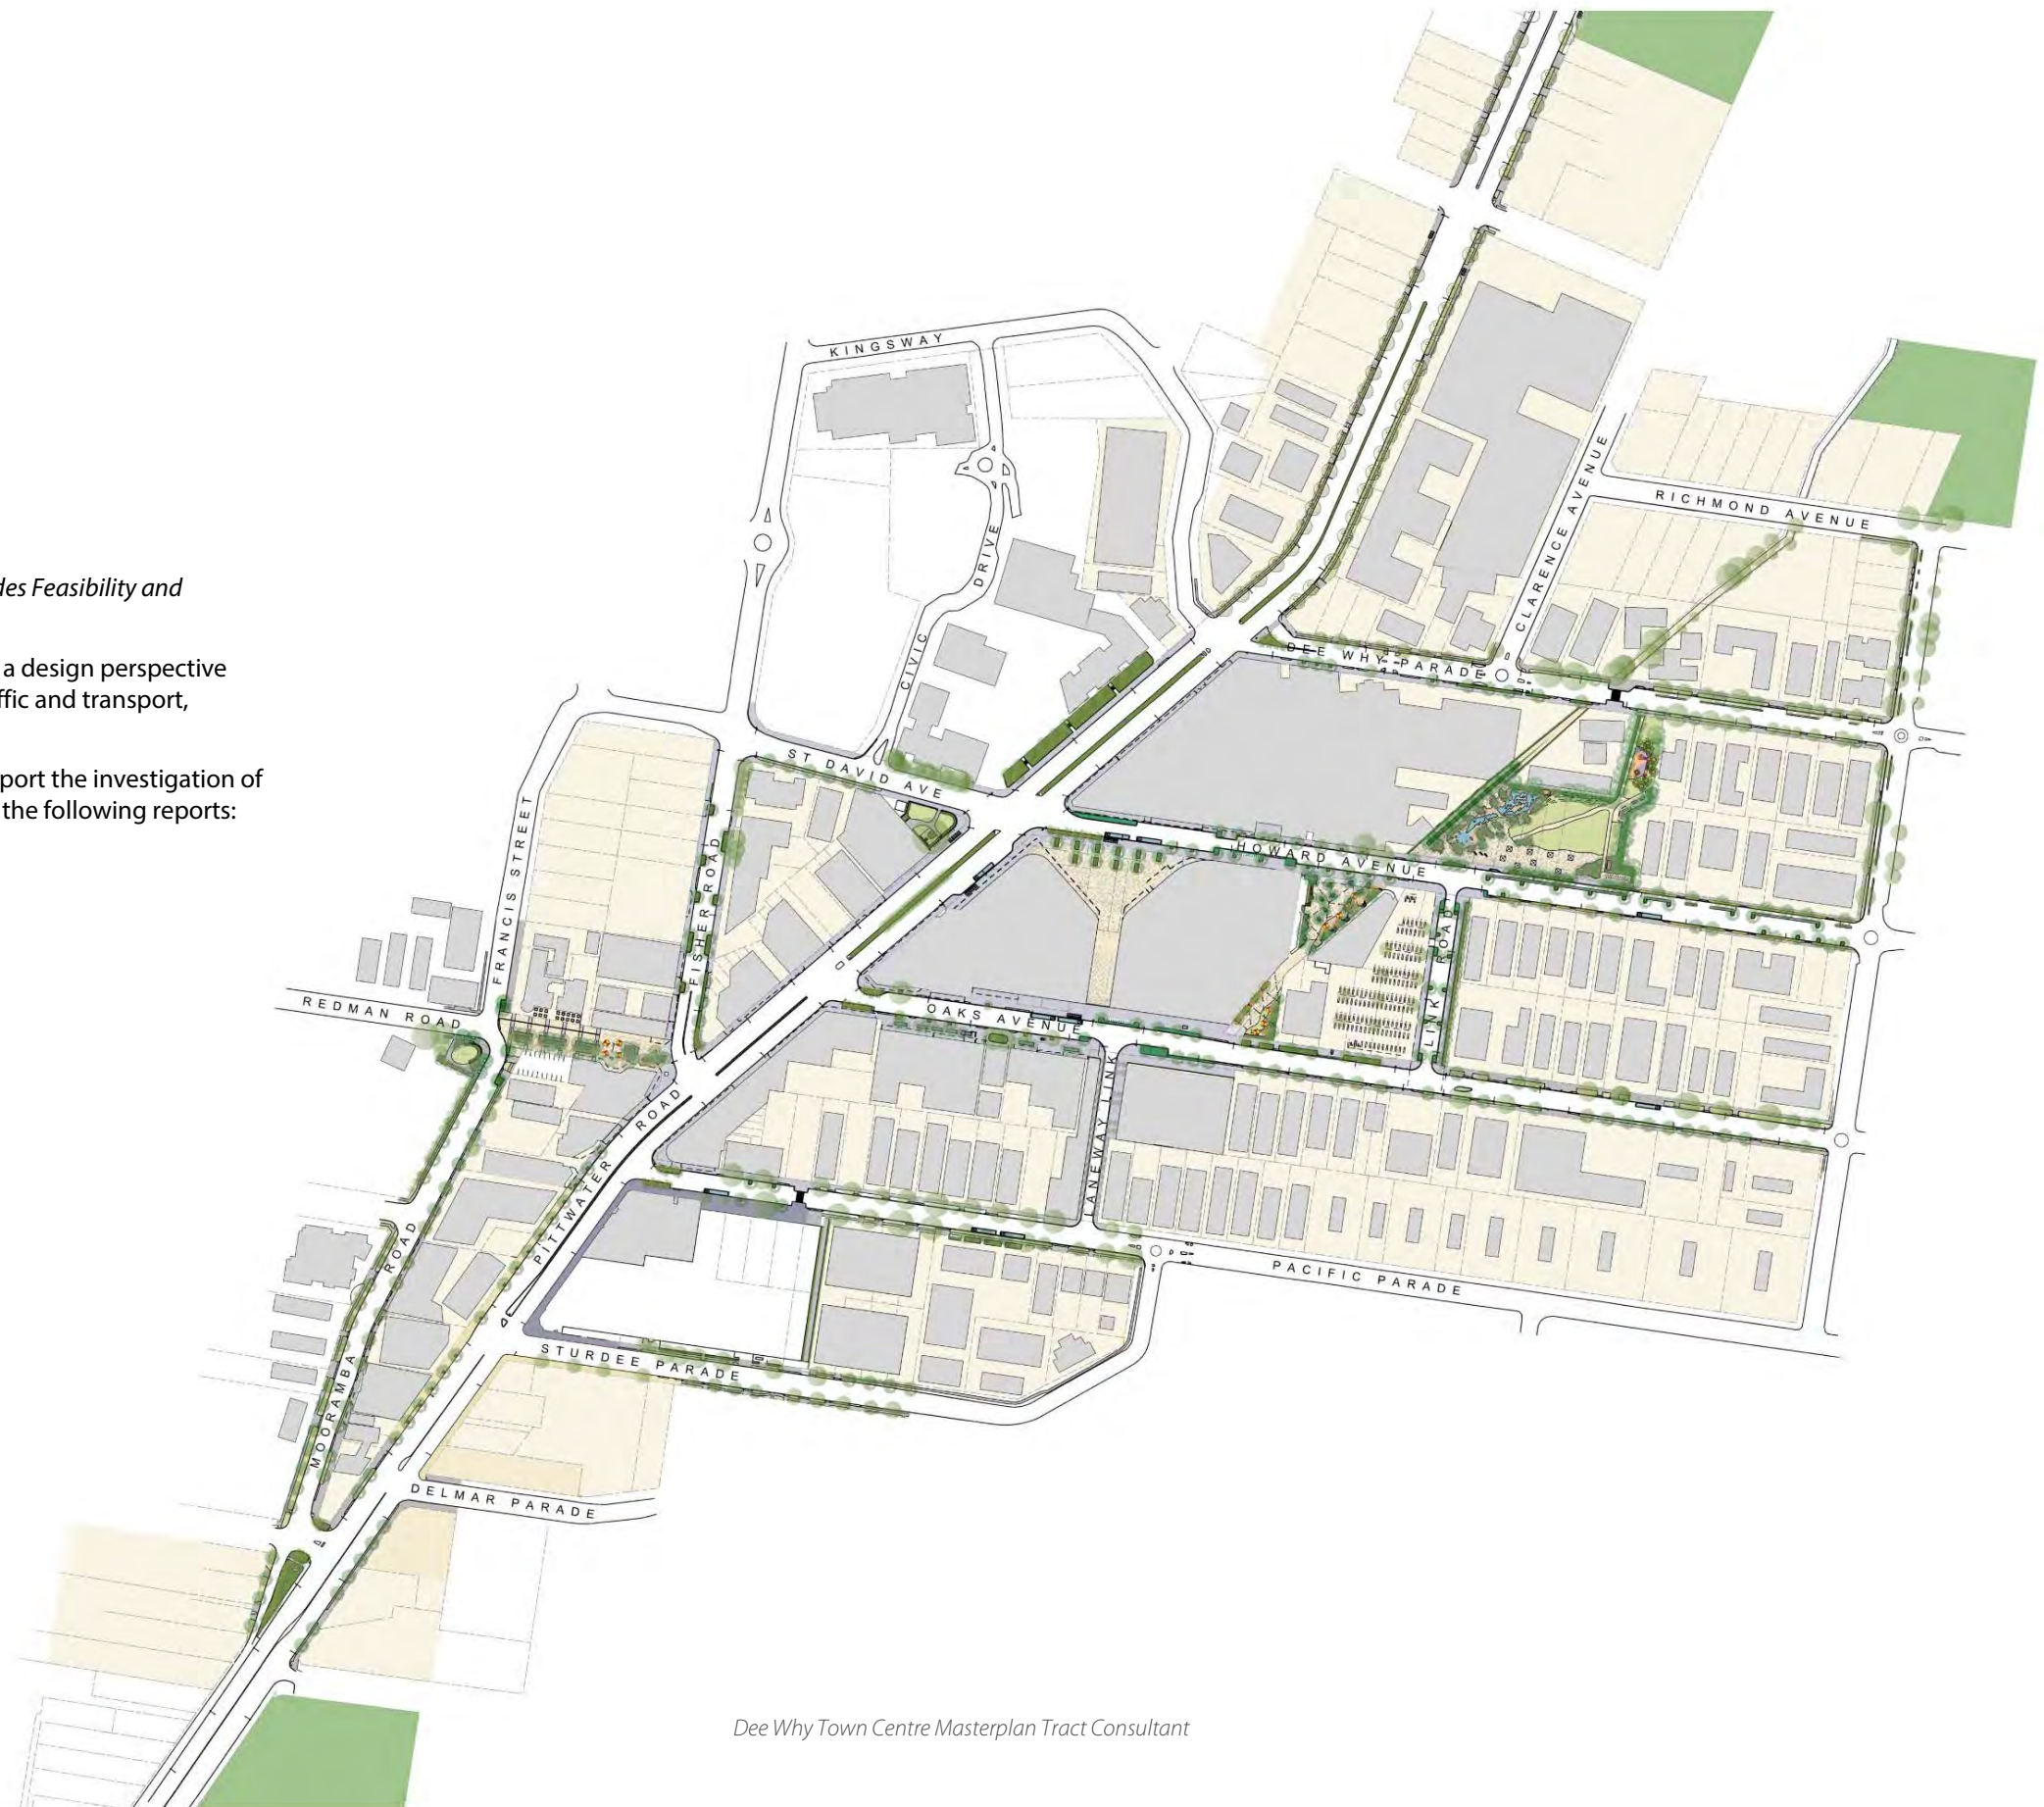 des Feasibility and
a design perspective
ffic and transport,
port the investigation of
the following reports:
KINGSWAY
CIVIC DRIVE
CLARENCE AVENUE
RICHMOND AVENUE
DEE WHY PARADE
ST DAVID AVE
FISHER ROAD
FRANCIS STREET
REDMAN ROAD
HOWARD AVENUE
LINK ROAD
OAKS AVENUE
LANEWAY LINK
PITTWATER ROAD
PACIFIC PARADE
STURDEE PARADE
MOORAMBA ROAD
DELMAR PARADE
Dee Why Town Centre Masterplan Tract Consultant